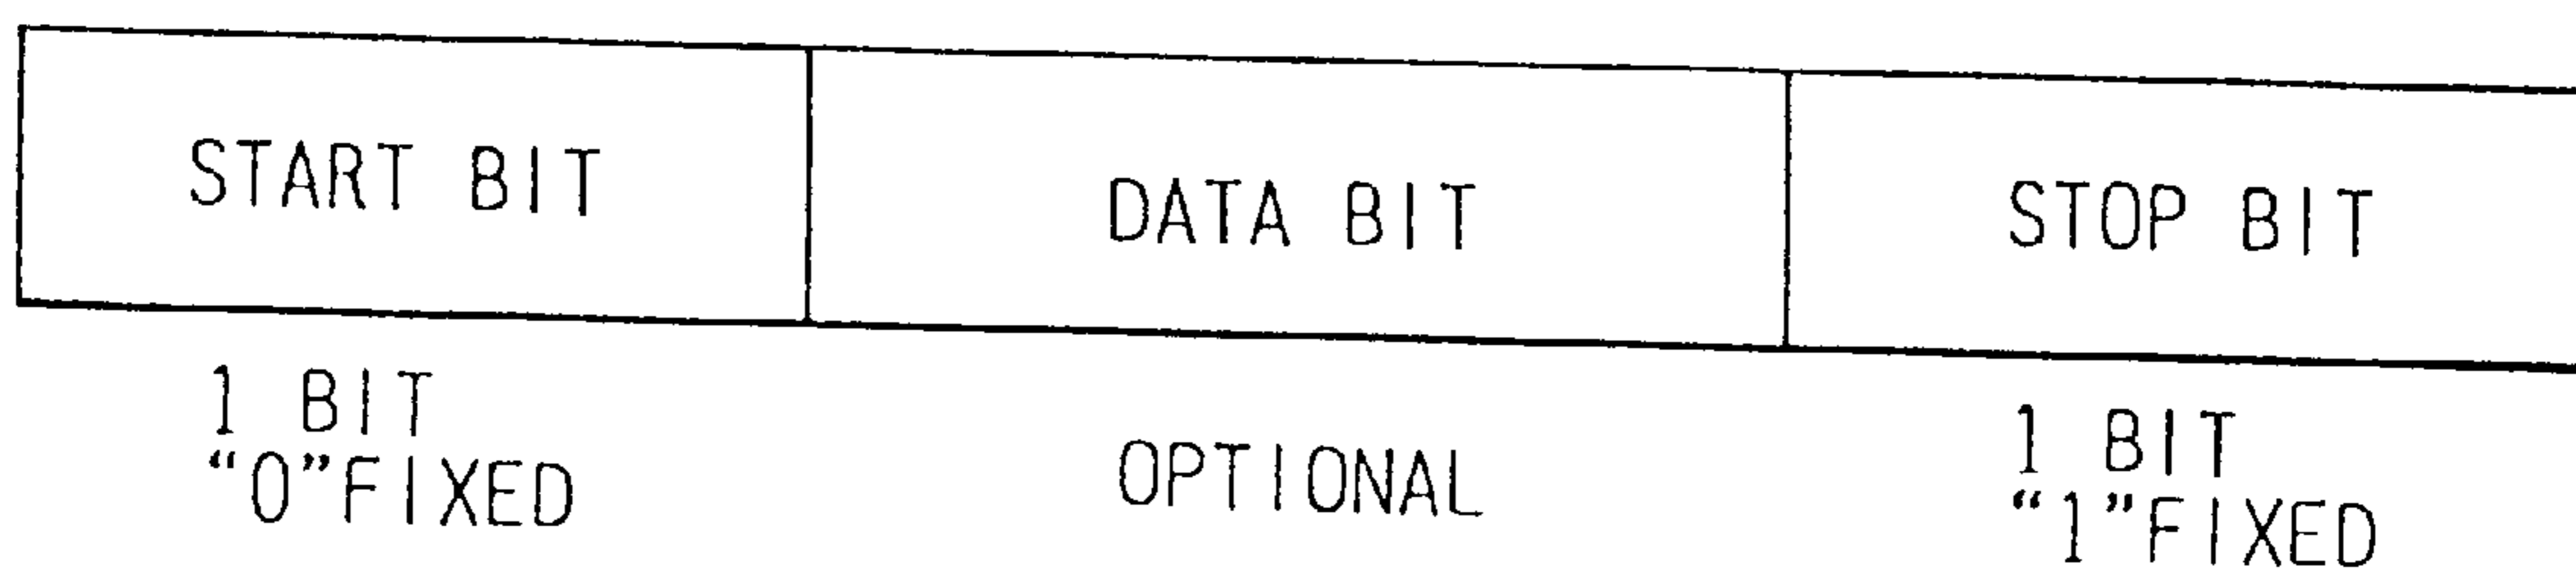 START BIT
DATA BIT
STOP BIT
1 BIT
“0”FIXED
OPTIONAL
1 BIT
“1”FIXED